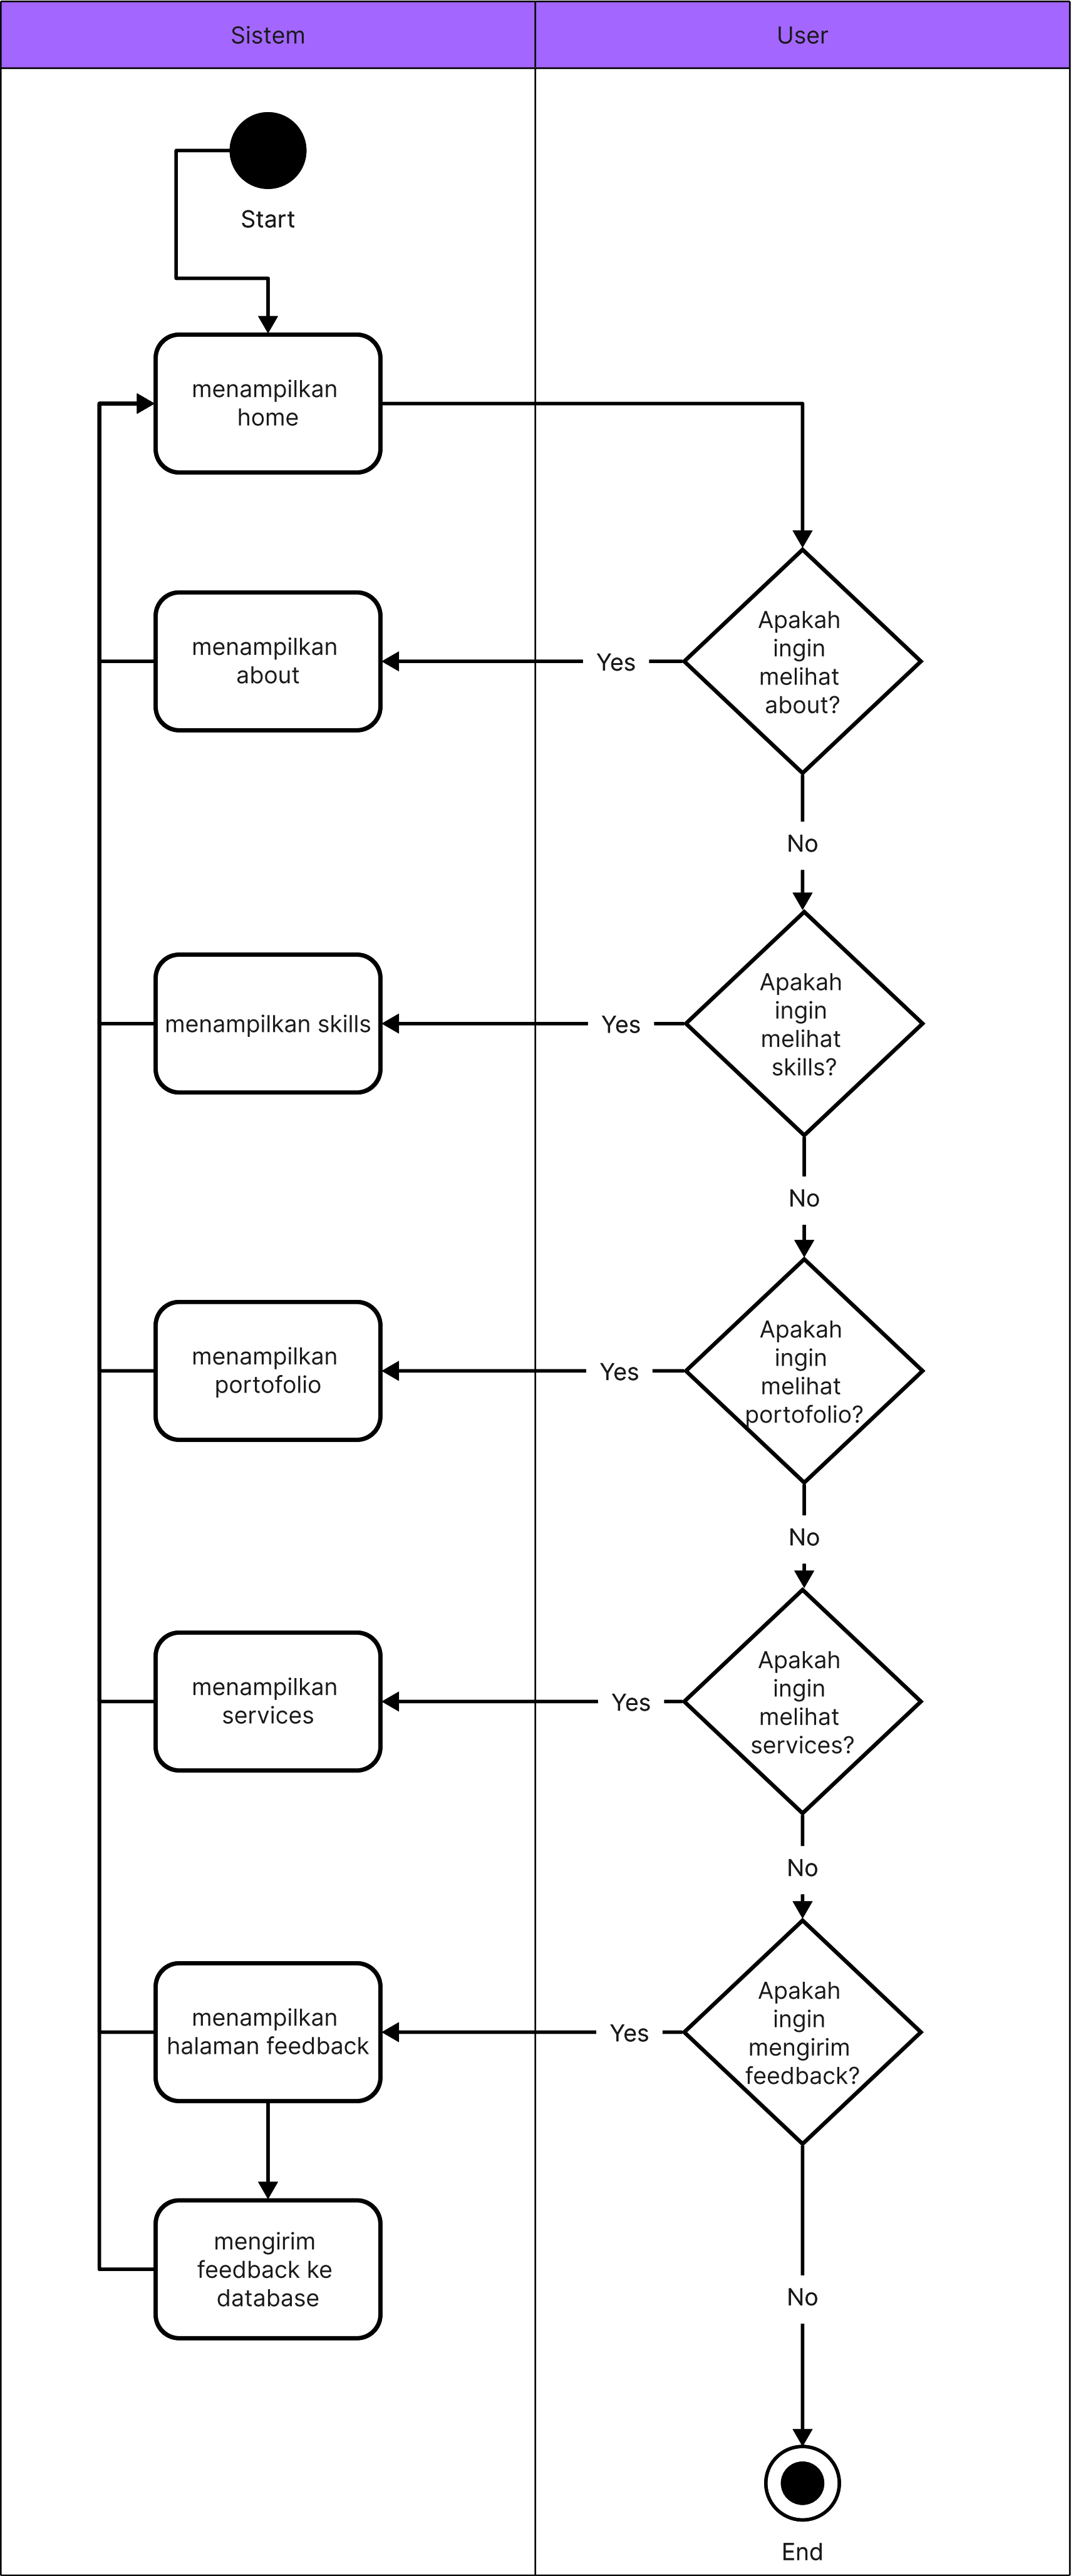 Sistem
User
Start
menampilkan
home
Apakah
ingin
melihat
about?
Yes
menampilkan
about
No
Apakah
ingin
melihat
skills?
Yes
menampilkan skills
No
Apakah
ingin
melihat
portofolio?
Yes
menampilkan
portofolio
No
Apakah
ingin
melihat
services?
Yes
menampilkan
services
No
Apakah
ingin
mengirim
feedback?
Yes
menampilkan
halaman feedback
mengirim
feedback ke
database
No
End